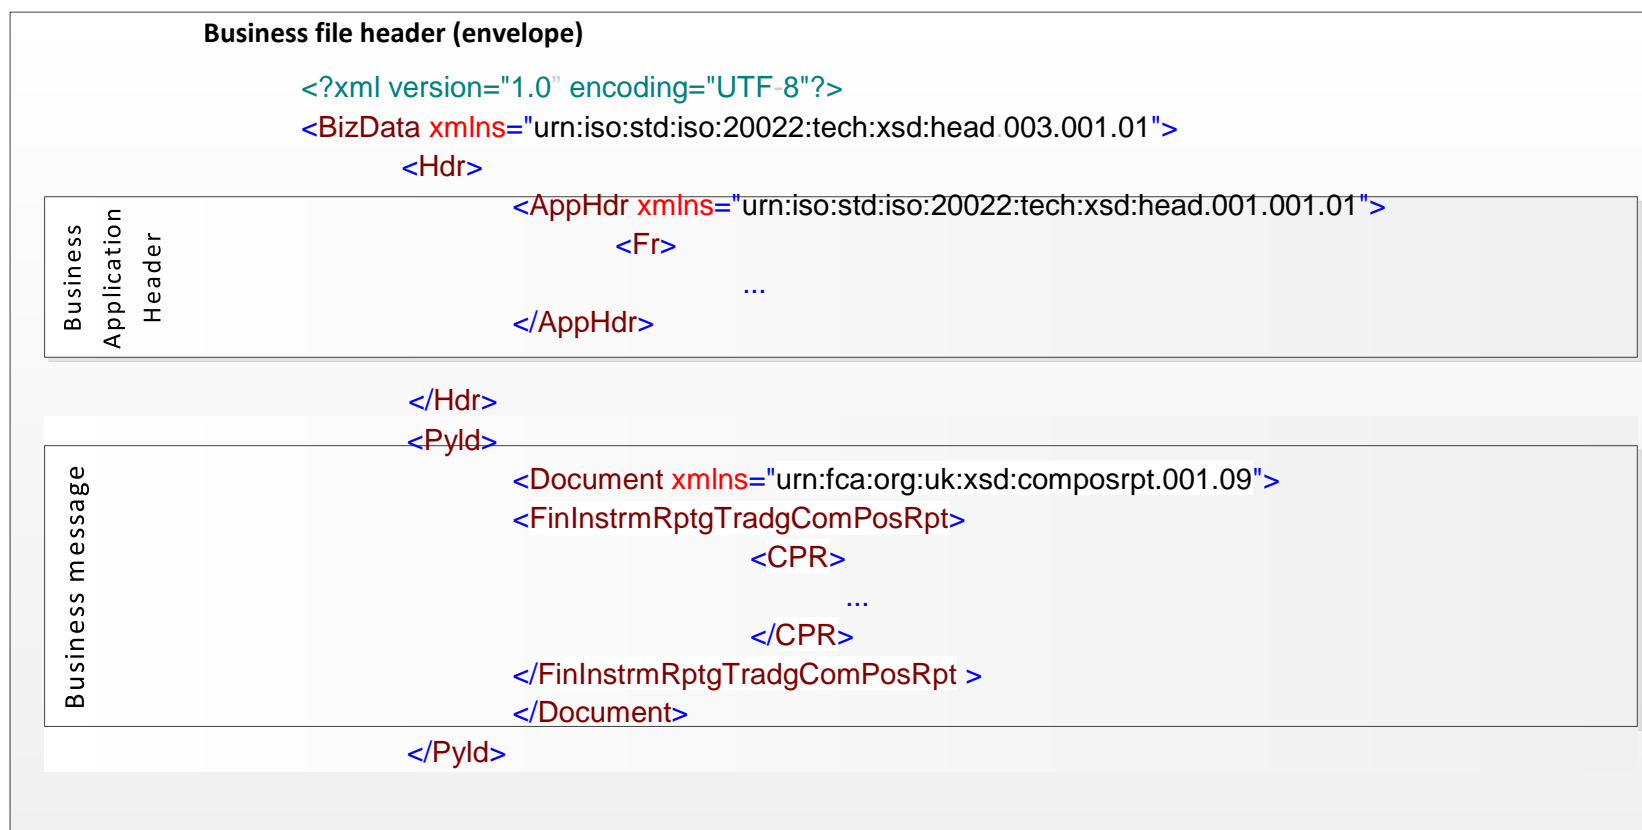 Business file header (envelope)
<?xml version="1.0” encoding="UTF-8"?>
<BizData xmlns="urn:iso:std:iso:20022:tech:xsd:head.003.001.01">
<Hdr>
Business
Application
Header
<AppHdr xmlns="urn:iso:std:iso:20022:tech:xsd:head.001.001.01">
<Fr>
...
</AppHdr>
</Hdr>
<Pyld>
Business message
<Document xmlns="urn:fca:org:uk:xsd:composrpt.001.09">
<FinInstrmRptgTradgComPosRpt>
<CPR>
...
</CPR>
</FinInstrmRptgTradgComPosRpt >
</Document>
</Pyld>